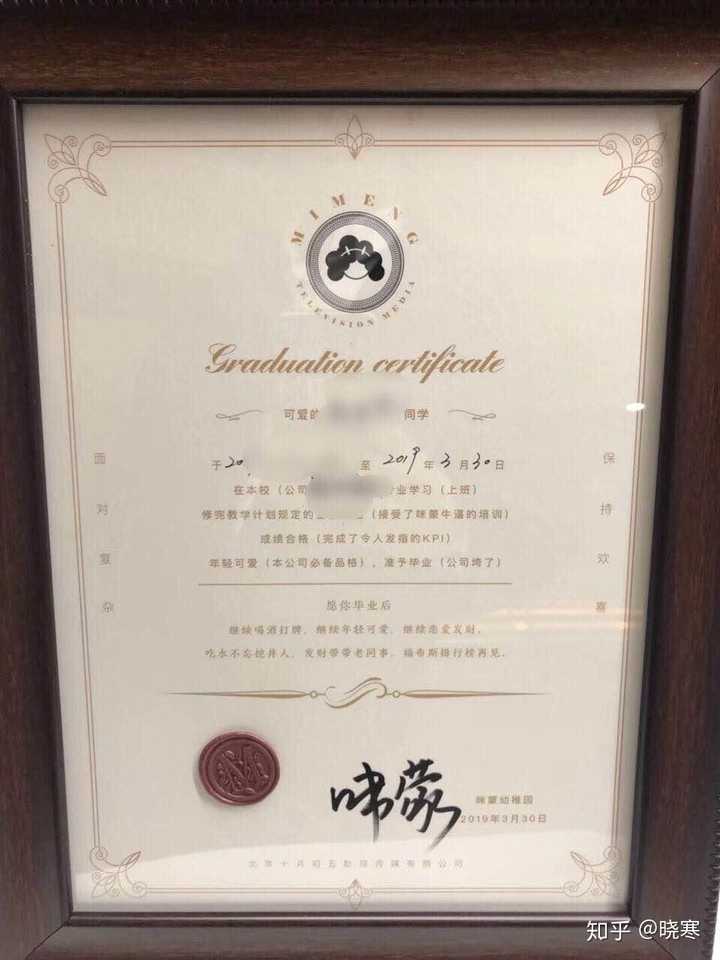 MIMENG
TELEVISION MEDIA
Graduation certificate
可爱的 同学
于20 至 2019 年 3 月 30 日
在本校（公司 专业学习（上班）
修完教学计划规定的 （接受了咪蒙牛逼的培训）
成绩合格（完成了令人发指的KPI）
年轻可爱（本公司必备品格），准予毕业（公司垮了）
面对复杂
保持欢喜
愿你毕业后
继续喝酒打牌，继续年轻可爱，继续恋爱发财，
吃水不忘挖井人，发财带带老同事，福布斯排行榜再见。
M
咪蒙
咪蒙幼稚园
2019年3月30日
北京十月初五影视传媒有限公司
知乎 @晓寒